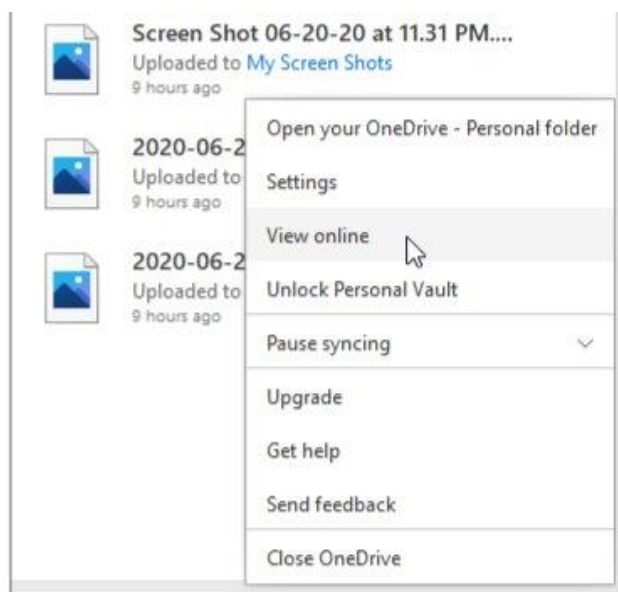 Screen Shot 06-20-20 at 11.31 PM....
Uploaded to My Screen Shots
9 hours ago
2020-06-2
Uploaded to
9 hours ago
2020-06-2
Uploaded to
9 hours ago
Open your OneDrive - Personal folder
Settings
View online
Unlock Personal Vault
Pause syncing
Upgrade
Get help
Send feedback
Close OneDrive